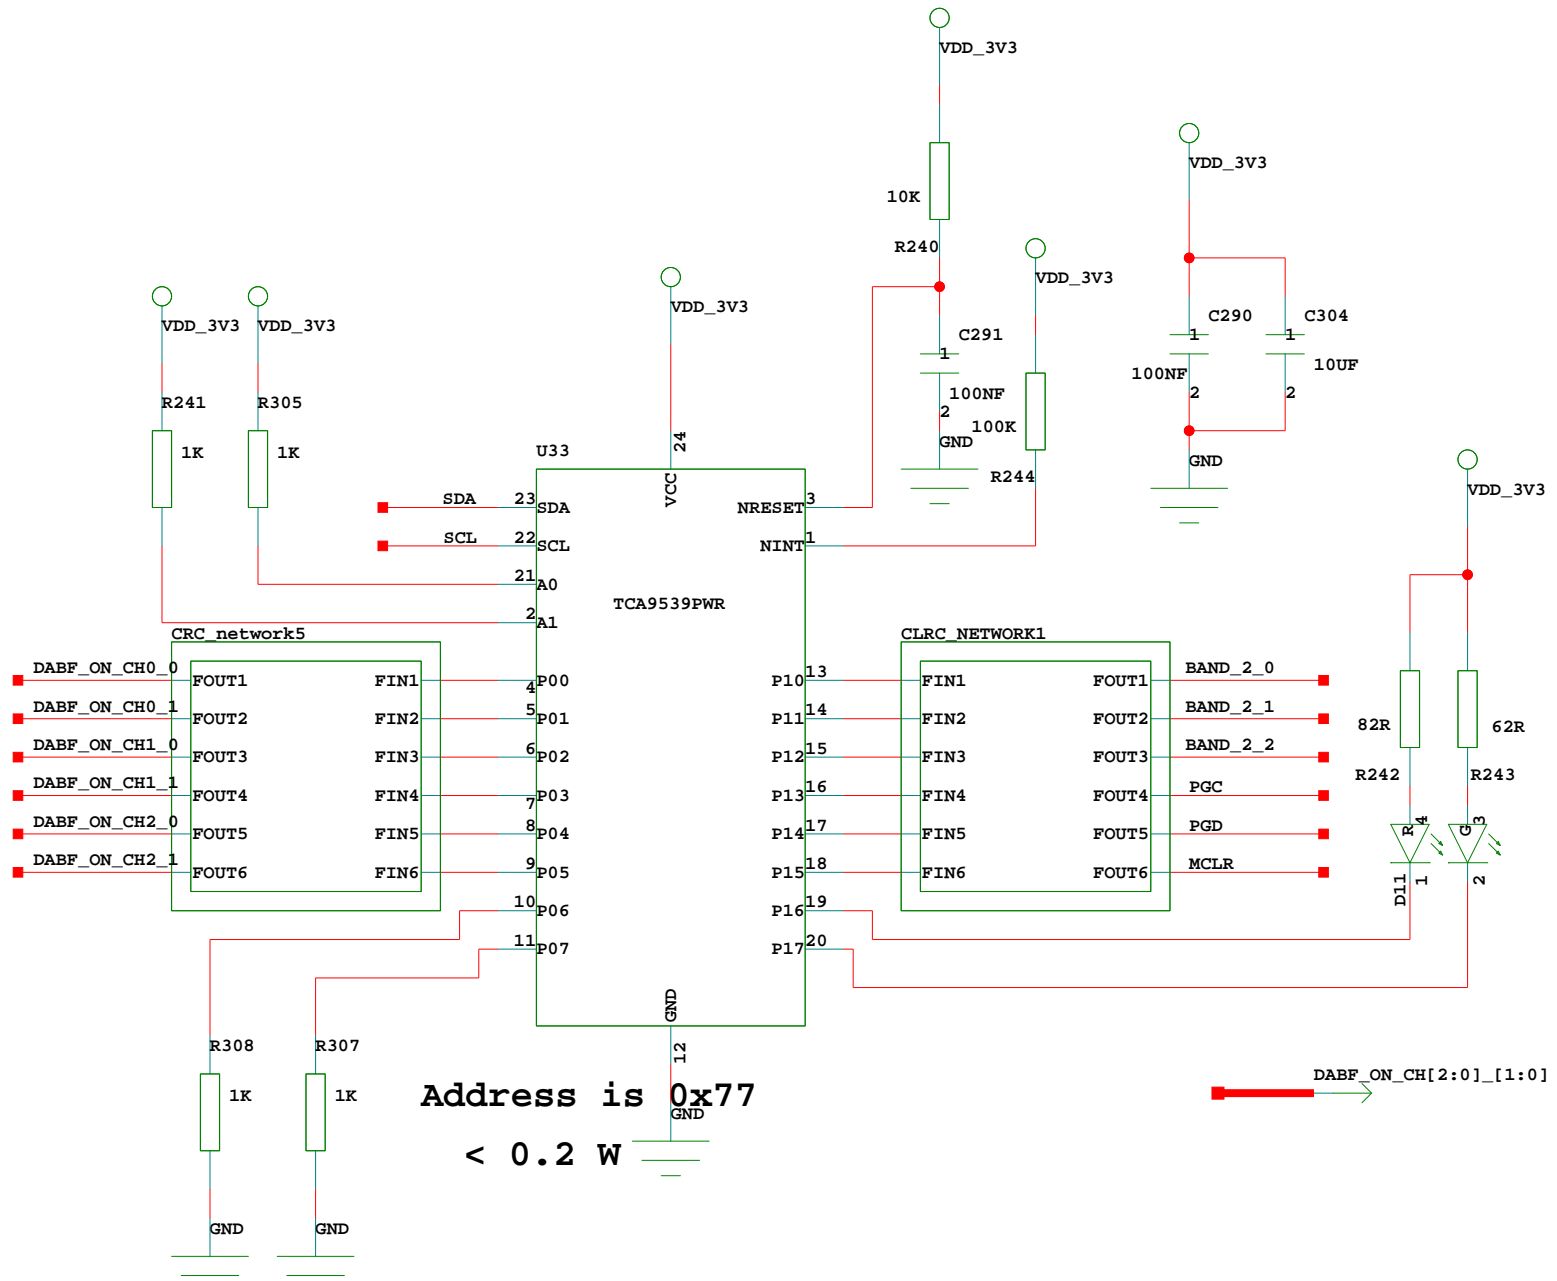 VDD_3V3
VDD_3V3
10K
R240
VDD_3V3
VDD_3V3
VDD_3V3
VDD_3V3
C290
C304
C291
1
1
1
10UF
100NF
100NF
2
2
2
R241
R305
100K
1K
1K
GND
GND
24
U33
R244
VCC
VDD_3V3
VDD_3V3
SDA
23
SDA
NRESET
3
SCL
22
SCL
NINT
1
21
A0
TCA9539PWR
2
A1
CRC_network5
CLRC_NETWORK1
DABF_ON_CH0_0
FOUT1
FIN1
4
P00
P10
13
FIN1
FOUT1
BAND_2_0
DABF_ON_CH0_1
FOUT2
FIN2
5
P01
P11
14
FIN2
FOUT2
BAND_2_1
82R
62R
DABF_ON_CH1_0
FOUT3
FIN3
6
P02
P12
15
FIN3
FOUT3
BAND_2_2
R242
R243
DABF_ON_CH1_1
FOUT4
FIN4
7
P03
P13
16
FIN4
FOUT4
PGC
DABF_ON_CH2_0
FOUT5
FIN5
8
P04
P14
17
FIN5
FOUT5
PGD
R
4
G
3
DABF_ON_CH2_1
FOUT6
FIN6
9
P05
P15
18
FIN6
FOUT6
MCLR
D11
1
2
10
P06
P16
19
11
P07
P17
20
GND
12
R308
R307
1K
1K
Address is 0x77
GND
< 0.2 W
DABF_ON_CH[2:0]_[1:0]
GND
GND